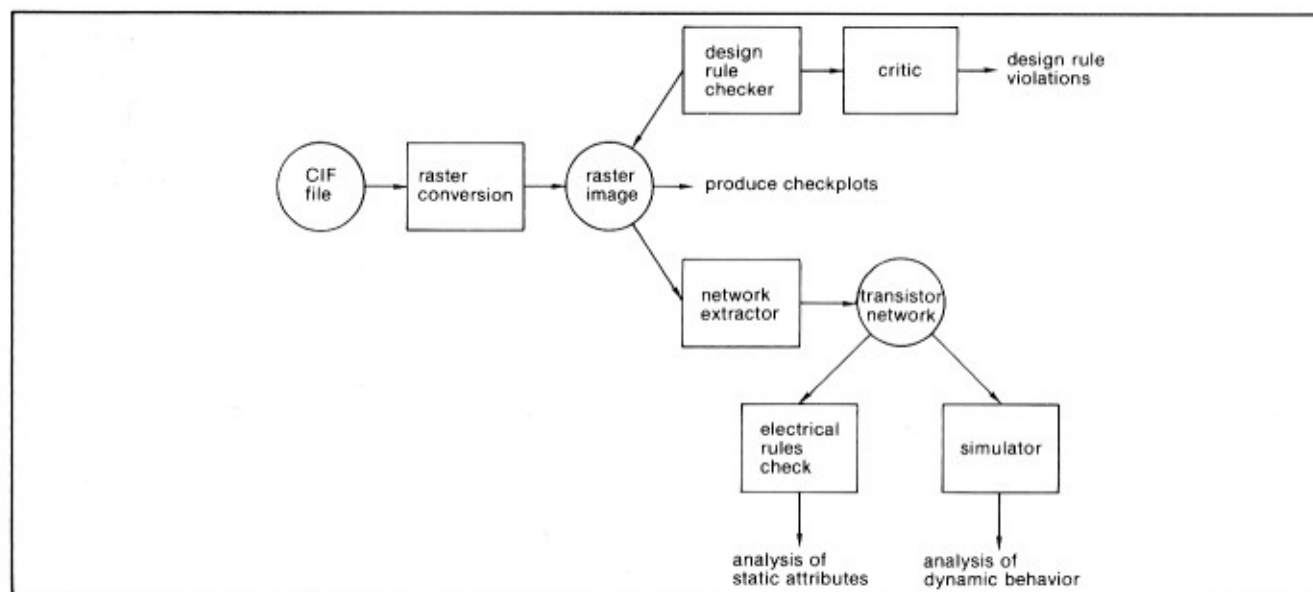 design
rule
checker
critic
design rule
violations
CIF
file
raster
conversion
raster
image
produce checkplots
network
extractor
transistor
network
electrical
rules
check
simulator
analysis of
static attributes
analysis of
dynamic behavior